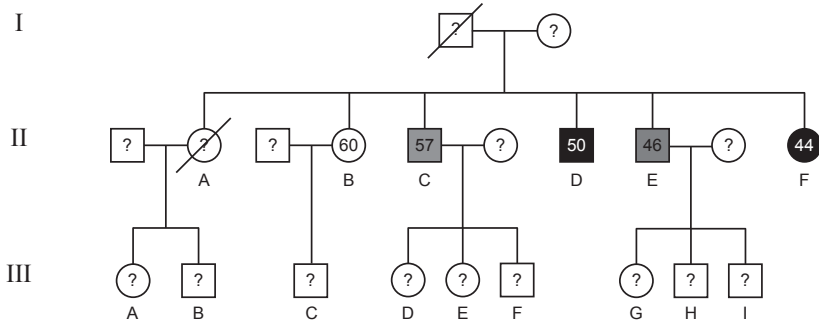 I
? ?
II
? ? ? 60 57 ? 50 46 ? 44
A B C D E F
III
? ? ? ? ? ? ? ? ?
A B C D E F G H I